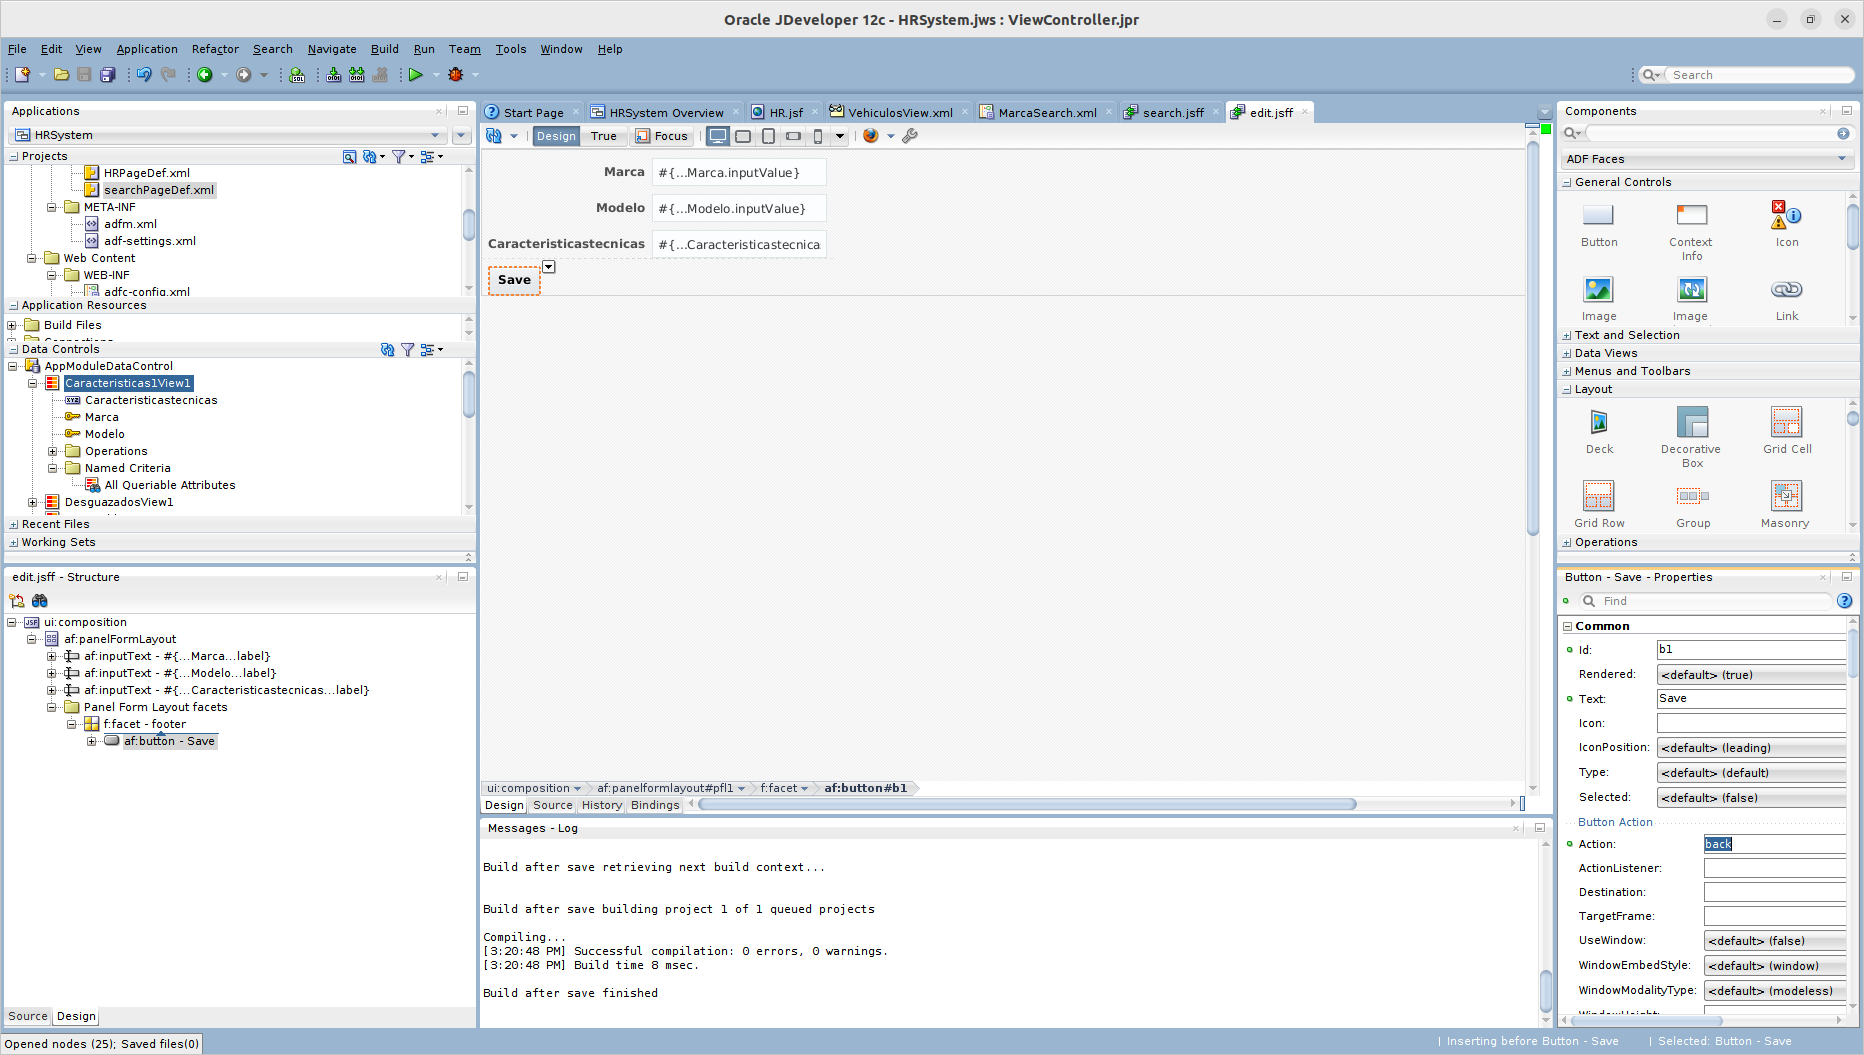 Oracle JDeveloper 12c - HRSystem.jws : ViewController.jpr
File Edit View Application Refactor Search Navigate Build Run Team Tools Window Help
Search
Applications
HRSystem
Projects
HRPageDef.xml
searchPageDef.xml
META-INF
adfm.xml
adf-settings.xml
Web Content
WEB-INF
adfc-config.xml
Application Resources
Build Files
Data Controls
AppModuleDataControl
Caracteristicas1View1
Caracteristicastecnicas
Marca
Modelo
Operations
Named Criteria
All Queriable Attributes
DesguazadosView1
Recent Files
Working Sets
edit.jsff - Structure
ui:composition
af:panelFormLayout
af:inputText - #{...Marca...label}
af:inputText - #{...Modelo...label}
af:inputText - #{...Caracteristicastecnicas...label}
Panel Form Layout facets
f:facet - footer
af:button - Save
Source Design
Opened nodes (25); Saved files(0)
Start Page HRSystem Overview HR.jsf VehiculosView.xml MarcaSearch.xml search.jsff edit.jsff
Design True Focus
Marca #{...Marca.inputValue}
Modelo #{...Modelo.inputValue}
Caracteristicastecnicas #{...Caracteristicastecnica
Save
ui:composition af:panelformlayout#pfl1 f:facet af:button#b1
Design Source History Bindings
Messages - Log
Build after save retrieving next build context...
Build after save building project 1 of 1 queued projects
Compiling...
[3:20:48 PM] Successful compilation: 0 errors, 0 warnings.
[3:20:48 PM] Build time 8 msec.
Build after save finished
Components
ADF Faces
General Controls
Button Context Info Icon
Image Image Link
Text and Selection
Data Views
Menus and Toolbars
Layout
Deck Decorative Box Grid Cell
Grid Row Group Masonry
Operations
Button - Save - Properties
Find
Common
Id: b1
Rendered: <default> (true)
Text: Save
Icon:
IconPosition: <default> (leading)
Type: <default> (default)
Selected: <default> (false)
Button Action
Action: back
ActionListener:
Destination:
TargetFrame:
UseWindow: <default> (false)
WindowEmbedStyle: <default> (window)
WindowModalityType: <default> (modeless)
Inserting before Button - Save
Selected: Button - Save